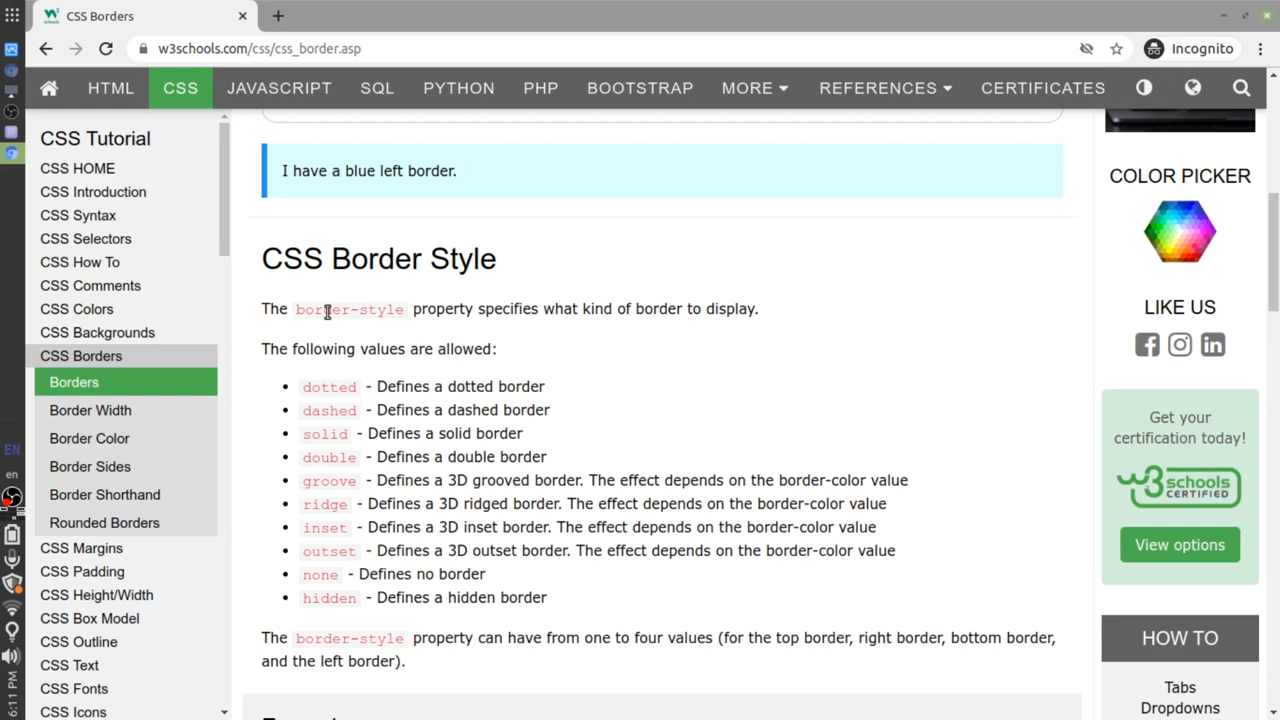 CSS Borders
w3schools.com/css/css_border.asp
Incognito
HTML
CSS
JAVASCRIPT
SQL
PYTHON
PHP
BOOTSTRAP
MORE
REFERENCES
CERTIFICATES
CSS Tutorial
CSS HOME
CSS Introduction
CSS Syntax
CSS Selectors
CSS How To
CSS Comments
CSS Colors
CSS Backgrounds
CSS Borders
Borders
Border Width
Border Color
Border Sides
Border Shorthand
Rounded Borders
CSS Margins
CSS Padding
CSS Height/Width
CSS Box Model
CSS Outline
CSS Text
CSS Fonts
CSS Icons
I have a blue left border.
CSS Border Style
The border-style property specifies what kind of border to display.
The following values are allowed:
• dotted - Defines a dotted border
• dashed - Defines a dashed border
• solid - Defines a solid border
• double - Defines a double border
• groove - Defines a 3D grooved border. The effect depends on the border-color value
• ridge - Defines a 3D ridged border. The effect depends on the border-color value
• inset - Defines a 3D inset border. The effect depends on the border-color value
• outset - Defines a 3D outset border. The effect depends on the border-color value
• none - Defines no border
• hidden - Defines a hidden border
The border-style property can have from one to four values (for the top border, right border, bottom border,
and the left border).
COLOR PICKER
LIKE US
Get your
certification today!
w3schools
CERTIFIED
View options
HOW TO
Tabs
Dropdowns
EN
en
6:11 PM